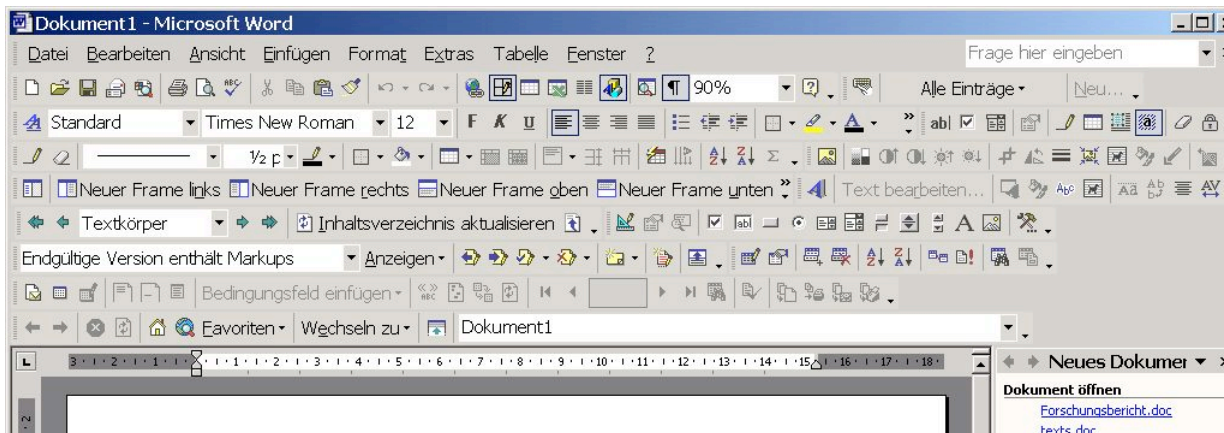 Dokument1 - Microsoft Word
Datei Bearbeiten Ansicht Einfügen Format Extras Tabelle Fenster ? Frage hier eingeben
90% Alle Einträge Neu...
Standard Times New Roman 12 F K U
½ p
Neuer Frame links Neuer Frame rechts Neuer Frame oben Neuer Frame unten Text bearbeiten...
Textkörper Inhaltsverzeichnis aktualisieren
Endgültige Version enthält Markups Anzeigen
Bedingungsfeld einfügen
Favoriten Wechseln zu Dokument1
3 2 1 1 2 3 4 5 6 7 8 9 10 11 12 13 14 15 16 17 18
Neues Dokumer
Dokument öffnen
Forschungsbericht.doc
texts.doc